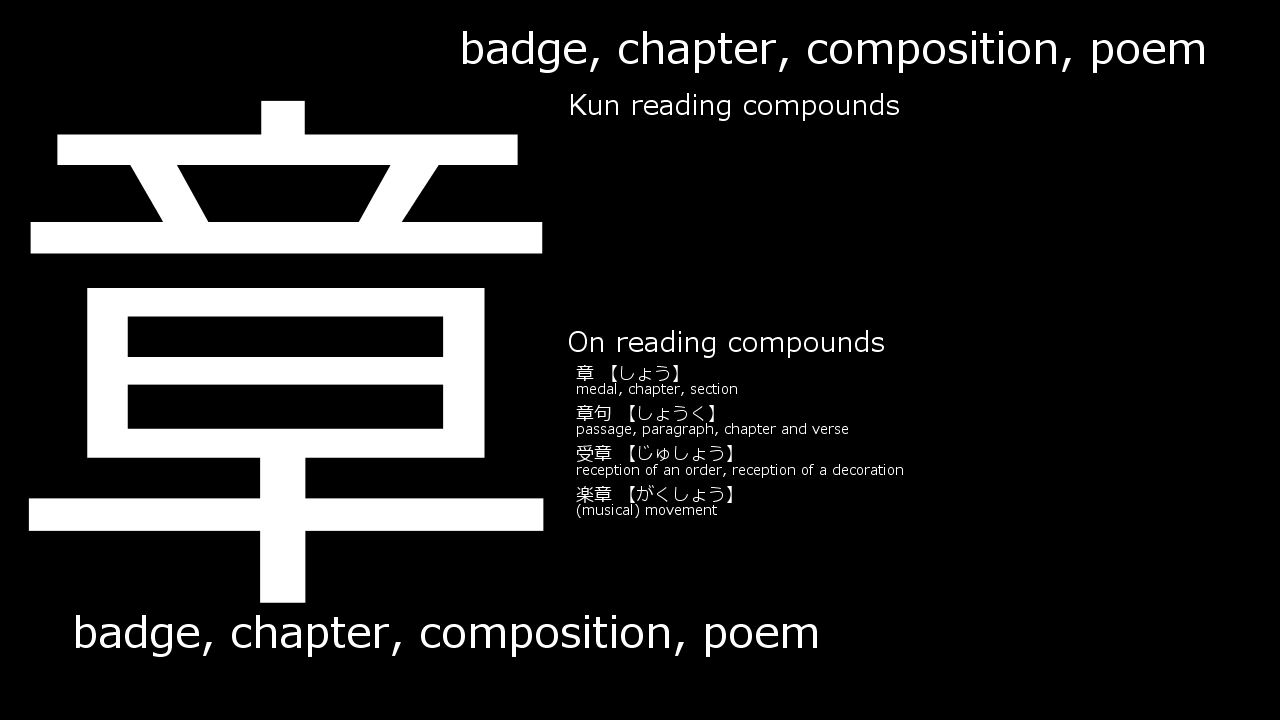 badge, chapter, composition, poem
章
Kun reading compounds
On reading compounds
章 【しょう】
medal, chapter, section
章句 【しょうく】
passage, paragraph, chapter and verse
受章 【じゅしょう】
reception of an order, reception of a decoration
楽章 【がくしょう】
(musical) movement
badge, chapter, composition, poem